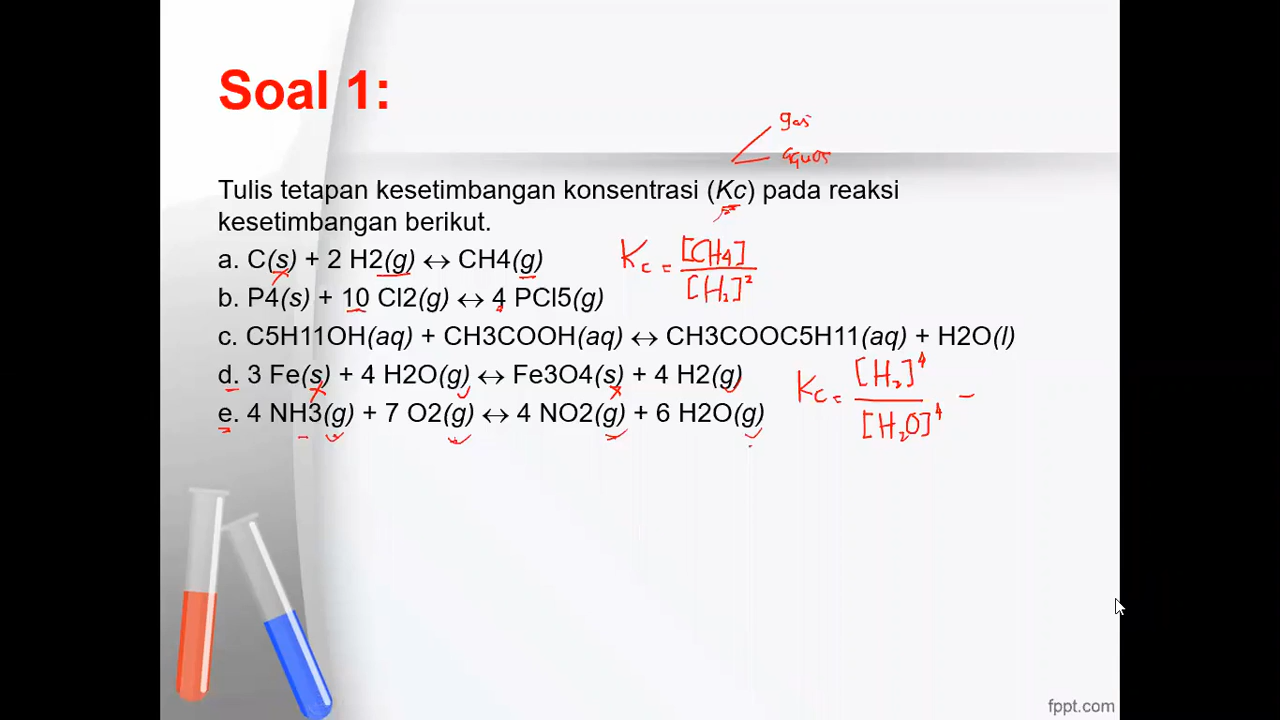 Soal 1:
gas
aquos
Tulis tetapan kesetimbangan konsentrasi (Kc) pada reaksi
kesetimbangan berikut.
a. C(s) + 2 H2(g) ↔ CH4(g)
Kc = [CH4] / [H2]²
b. P4(s) + 10 Cl2(g) ↔ 4 PCl5(g)
c. C5H11OH(aq) + CH3COOH(aq) ↔ CH3COOC5H11(aq) + H2O(l)
d. 3 Fe(s) + 4 H2O(g) ↔ Fe3O4(s) + 4 H2(g)
Kc = [H2]⁴ / [H2O]⁴
e. 4 NH3(g) + 7 O2(g) ↔ 4 NO2(g) + 6 H2O(g)
fppt.com